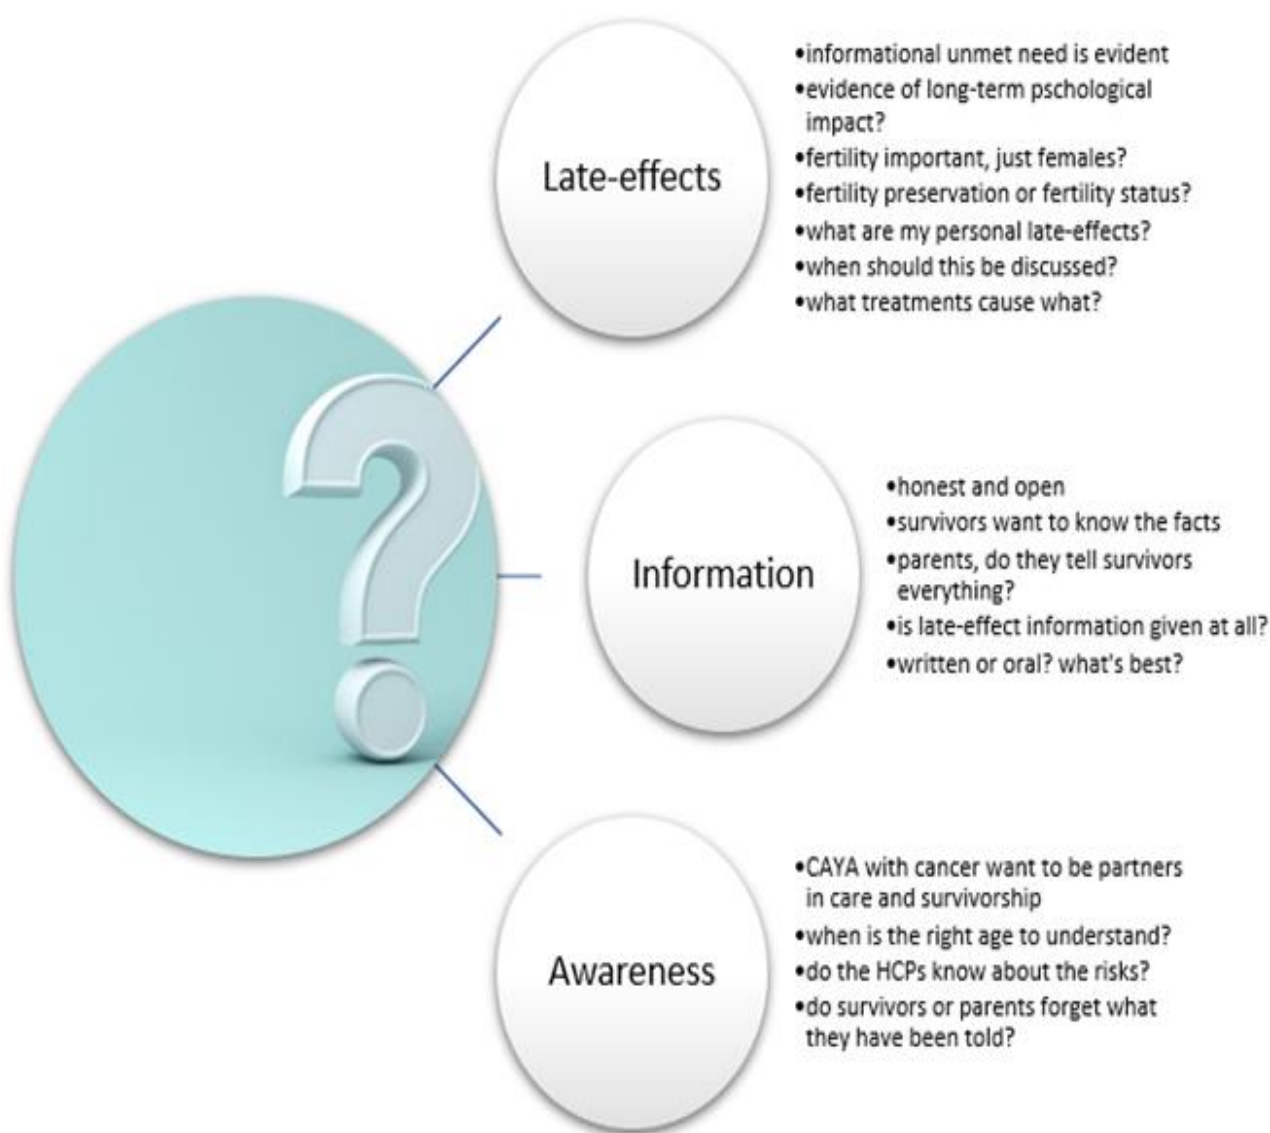 Late-effects
•informational unmet need is evident
•evidence of long-term pschological
impact?
•fertility important, just females?
•fertility preservation or fertility status?
•what are my personal late-effects?
•when should this be discussed?
•what treatments cause what?
?
Information
•honest and open
•survivors want to know the facts
•parents, do they tell survivors
everything?
•is late-effect information given at all?
•written or oral? what's best?
Awareness
•CAYA with cancer want to be partners
in care and survivorship
•when is the right age to understand?
•do the HCPs know about the risks?
•do survivors or parents forget what
they have been told?